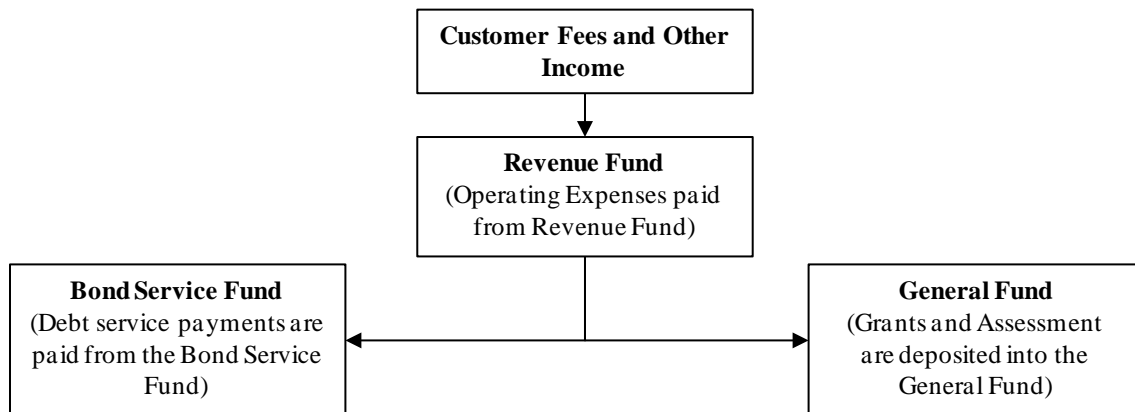 Customer Fees and Other
Income
Revenue Fund
(Operating Expenses paid
from Revenue Fund)
Bond Service Fund
(Debt service payments are
paid from the Bond Service
Fund)
General Fund
(Grants and Assessment
are deposited into the
General Fund)